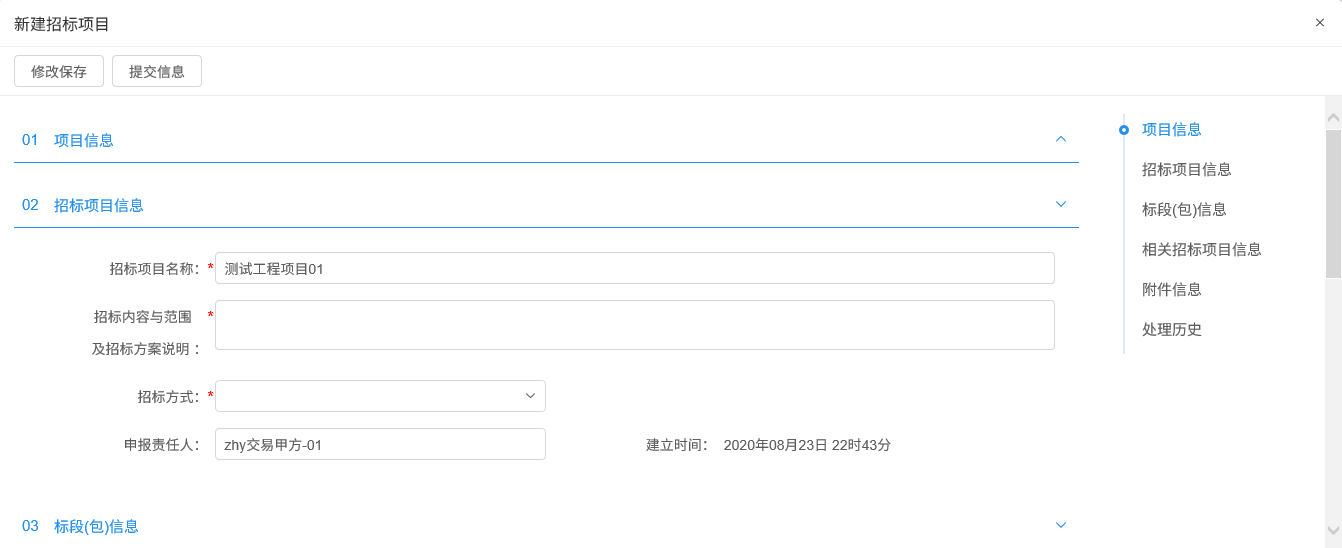 新建招标项目
×
修改保存 提交信息
01 项目信息
02 招标项目信息
招标项目名称: * 测试工程项目01
招标内容与范围 *
及招标方案说明 :
招标方式: *
申报责任人: zhy交易甲方-01 建立时间: 2020年08月23日 22时43分
03 标段(包)信息
项目信息
招标项目信息
标段(包)信息
相关招标项目信息
附件信息
处理历史